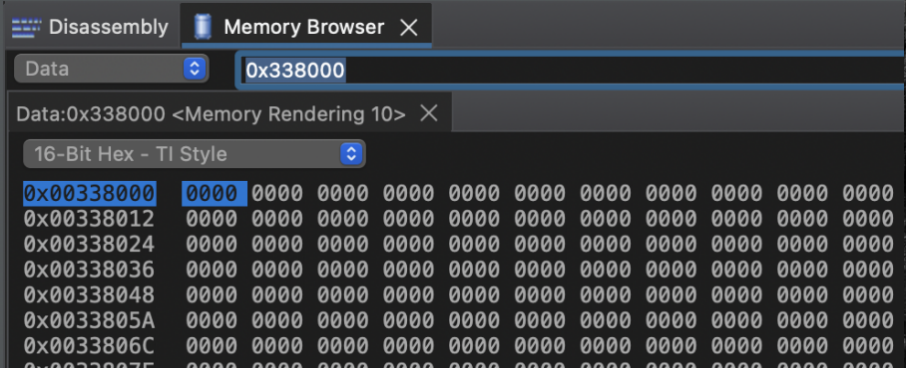 Disassembly Memory Browser
Data 0x338000
Data:0x338000 <Memory Rendering 10>
16-Bit Hex - TI Style
0x00338000 0000 0000 0000 0000 0000 0000 0000 0000 0000 0000 0000
0x00338012 0000 0000 0000 0000 0000 0000 0000 0000 0000 0000 0000
0x00338024 0000 0000 0000 0000 0000 0000 0000 0000 0000 0000 0000
0x00338036 0000 0000 0000 0000 0000 0000 0000 0000 0000 0000 0000
0x00338048 0000 0000 0000 0000 0000 0000 0000 0000 0000 0000 0000
0x0033805A 0000 0000 0000 0000 0000 0000 0000 0000 0000 0000 0000
0x0033806C 0000 0000 0000 0000 0000 0000 0000 0000 0000 0000 0000